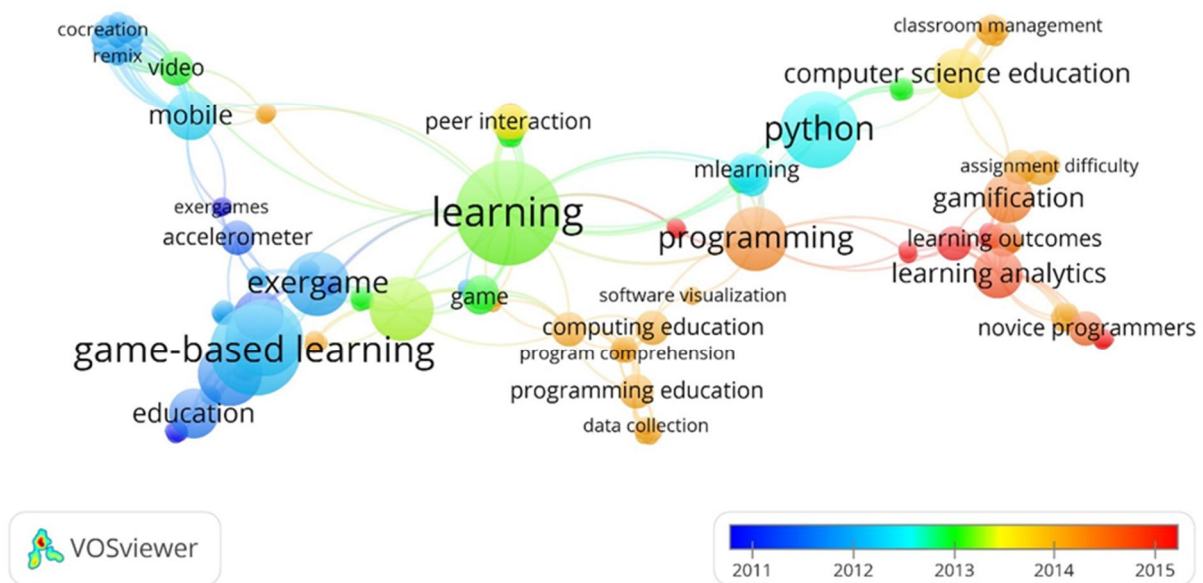 cocreation
remix
video
mobile
classroom management
computer science education
peer interaction
python
mlearning
assignment difficulty
gamification
exergames
accelerometer
learning
programming
learning outcomes
learning analytics
exergame
game
software visualization
computing education
novice programmers
game-based learning
program comprehension
programming education
education
data collection
VOSviewer
2011 2012 2013 2014 2015